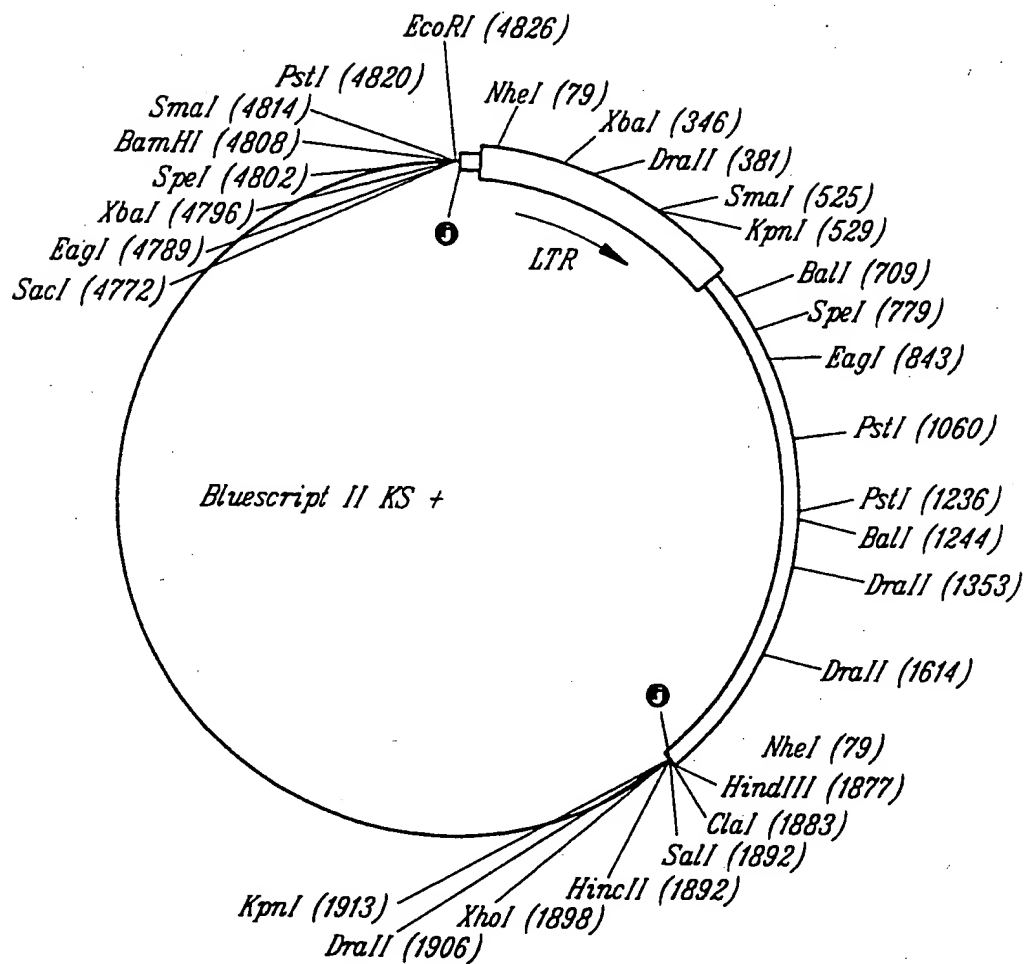 EcoRI (4826)
PstI (4820)
SmaI (4814)
BamHI (4808)
SpeI (4802)
XbaI (4796)
EagI (4789)
SacI (4772)
NheI (79)
XbaI (346)
DraII (381)
SmaI (525)
KpnI (529)
BalI (709)
SpeI (779)
EagI (843)
PstI (1060)
PstI (1236)
BalI (1244)
DraII (1353)
DraII (1614)
NheI (79)
HindIII (1877)
ClaI (1883)
SalI (1892)
HincII (1892)
XhoI (1898)
DraII (1906)
KpnI (1913)
j
LTR
Bluescript II KS +
j